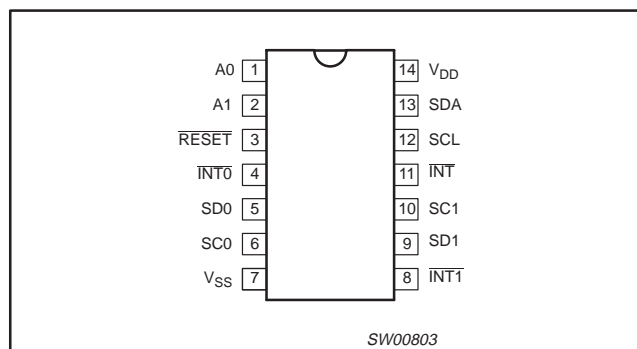 A0 1 14 VDD
A1 2 13 SDA
RESET 3 12 SCL
INT0 4 11 INT
SD0 5 10 SC1
SC0 6 9 SD1
VSS 7 8 INT1
SW00803